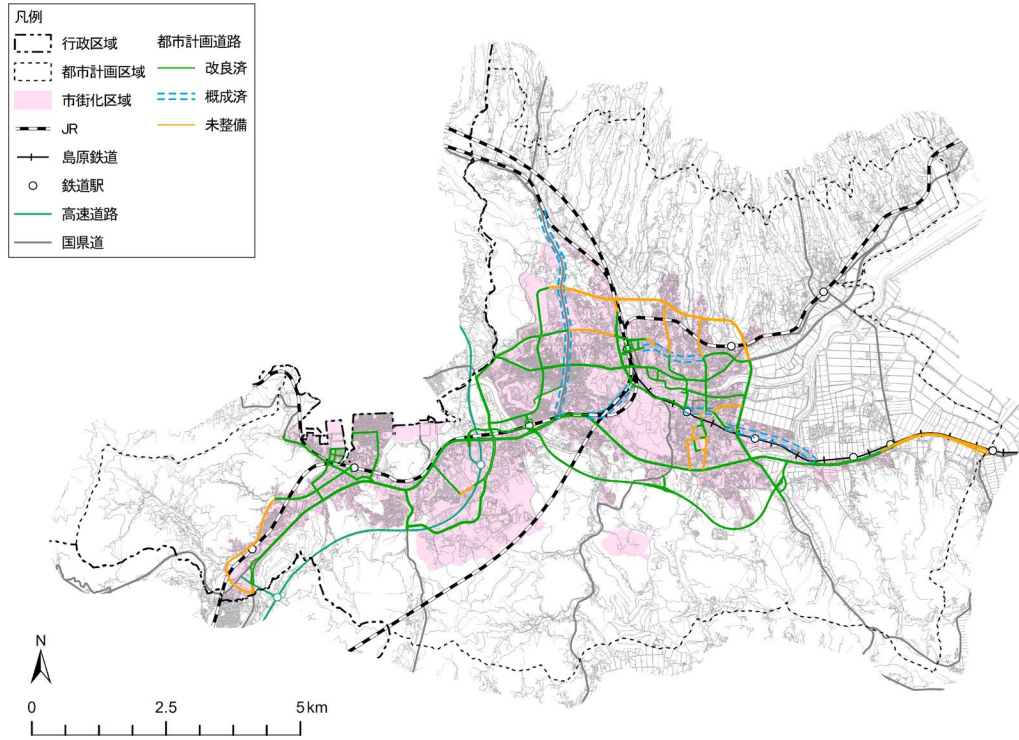 凡例
行政区域
都市計画区域
市街化区域
JR
島原鉄道
鉄道駅
高速道路
国県道
都市計画道路
改良済
概成済
未整備
N
0 2.5 5km